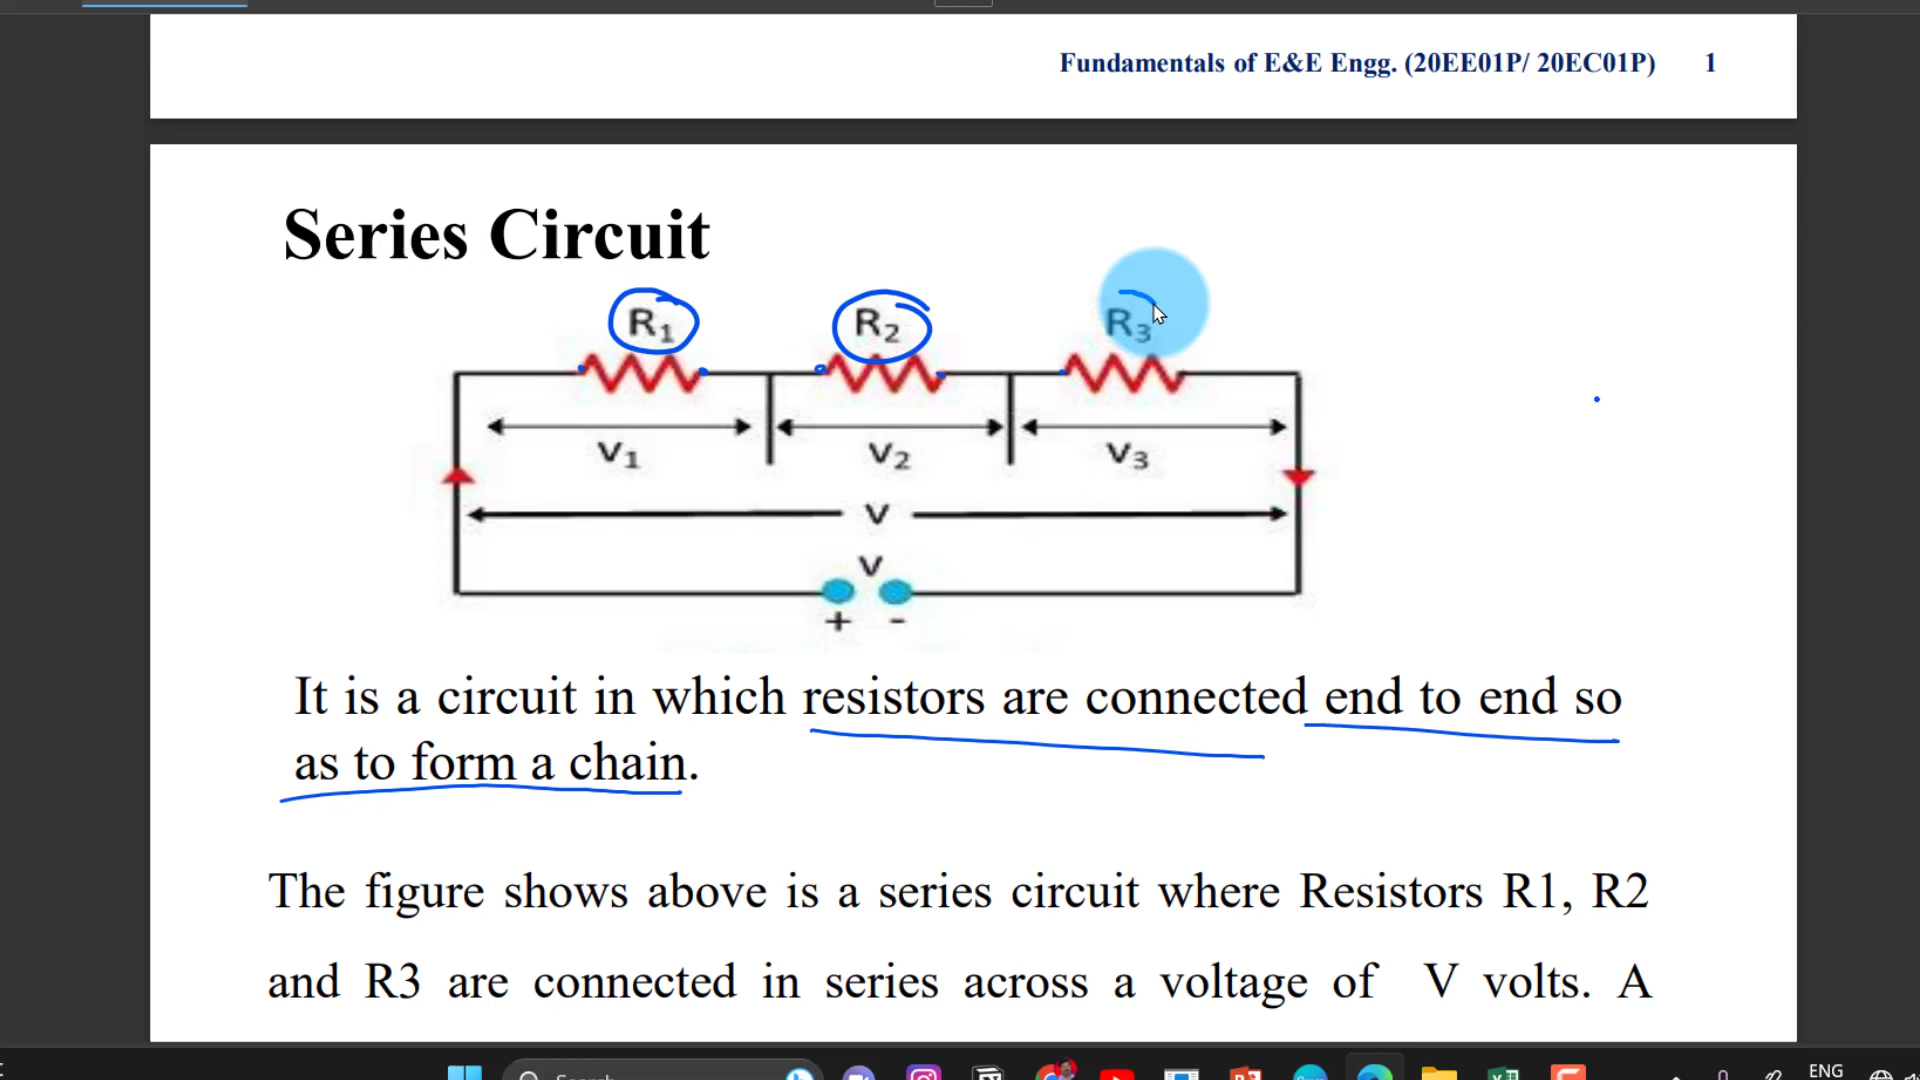 Fundamentals of E&E Engg. (20EE01P/ 20EC01P) 1
Series Circuit
R1 R2 R3
V1 V2 V3
V
V
+ -
It is a circuit in which resistors are connected end to end so
as to form a chain.
The figure shows above is a series circuit where Resistors R1, R2
and R3 are connected in series across a voltage of V volts. A
Search
ENG